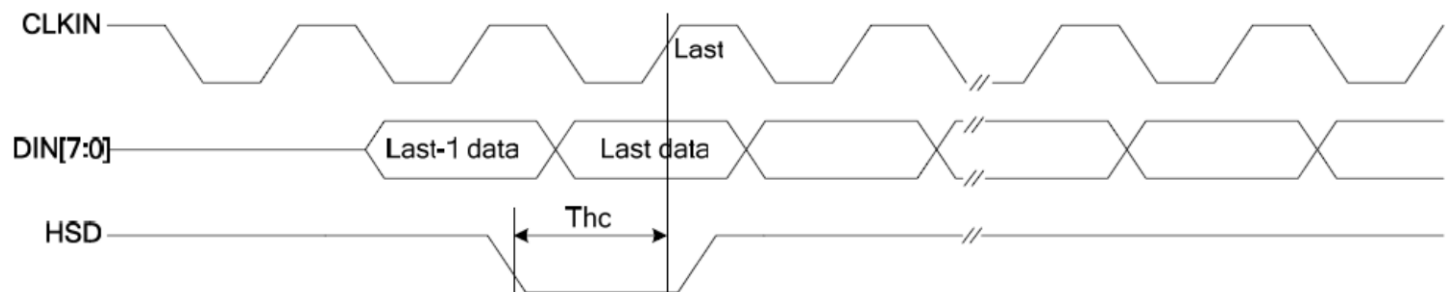 CLKIN
Last
DIN[7:0]
Last-1 data
Last data
Thc
HSD